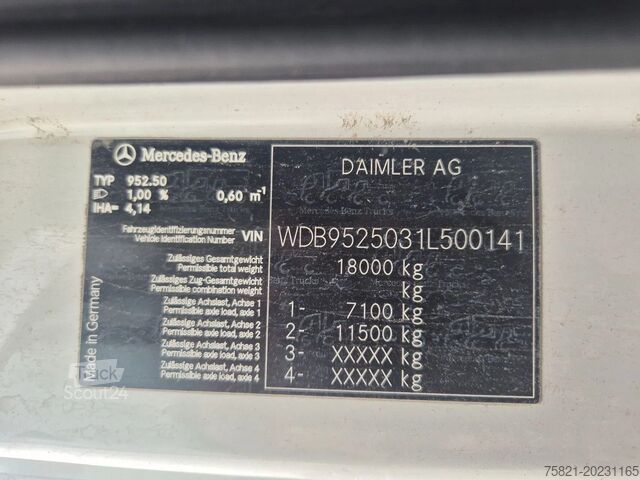 Mercedes-Benz
DAIMLER AG
TYP 952.50
1,00 % 0,60 m⁻¹
IHA= 4,14
Fahrzeugidentifizierungsnummer
Vehicle Identification Number VIN WDB9525031L500141
Zulässiges Gesamtgewicht
Permissible total weight 18000 kg
Zulässiges Zug-Gesamtgewicht
Permissible combination weight kg
Zulässige Achslast, Achse 1
Permissible axle load, axle 1 1- 7100 kg
Zulässige Achslast, Achse 2
Permissible axle load, axle 2 2- 11500 kg
Zulässige Achslast, Achse 3
Permissible axle load, axle 3 3- XXXXX kg
Zulässige Achslast, Achse 4
Permissible axle load, axle 4 4- XXXXX kg
Made in Germany
Mercedes-Benz Trucks
Truck
Scout24
75821-20231165